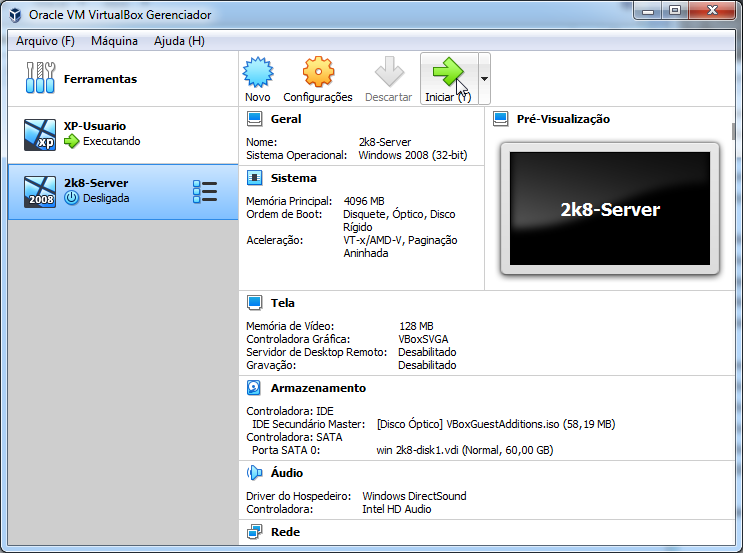 Oracle VM VirtualBox Gerenciador
Arquivo (F) Máquina Ajuda (H)
Ferramentas
Novo Configurações Descartar Iniciar (T)
XP-Usuario
Executando
xp
2k8-Server
Desligada
2008
Geral
Nome: 2k8-Server
Sistema Operacional: Windows 2008 (32-bit)
Pré-Visualização
2k8-Server
Sistema
Memória Principal: 4096 MB
Ordem de Boot: Disquete, Óptico, Disco
Rígido
Aceleração: VT-x/AMD-V, Paginação
Aninhada
Tela
Memória de Vídeo: 128 MB
Controladora Gráfica: VBoxSVGA
Servidor de Desktop Remoto: Desabilitado
Gravação: Desabilitado
Armazenamento
Controladora: IDE
IDE Secundário Master: [Disco Óptico] VBoxGuestAdditions.iso (58,19 MB)
Controladora: SATA
Porta SATA 0: win 2k8-disk1.vdi (Normal, 60,00 GB)
Áudio
Driver do Hospedeiro: Windows DirectSound
Controladora: Intel HD Audio
Rede